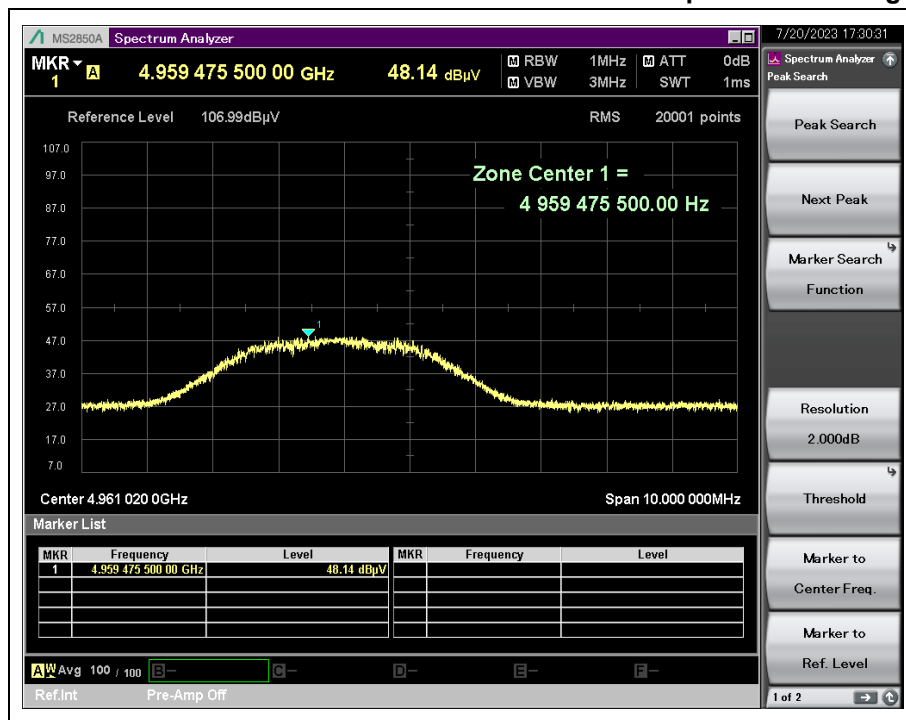 MS2850A Spectrum Analyzer
7/20/2023 17:30:31
MKR 1 A 4.959 475 500 00 GHz 48.14 dBµV
M RBW 1MHz M ATT 0dB
M VBW 3MHz SWT 1ms
Reference Level 106.99dBµV RMS 20001 points
107.0
97.0
87.0
77.0
67.0
57.0
47.0
37.0
27.0
17.0
7.0
Zone Center 1 =
4 959 475 500.00 Hz
1
Center 4.961 020 0GHz Span 10.000 000MHz
Marker List
MKR Frequency Level MKR Frequency Level
1 4.959 475 500 00 GHz 48.14 dBµV
A W Avg 100 / 100 B- C- D- E- F-
Ref.Int Pre-Amp Off
Spectrum Analyzer
Peak Search
Peak Search
Next Peak
Marker Search
Function
Resolution
2.000dB
Threshold
Marker to
Center Freq.
Marker to
Ref. Level
1 of 2